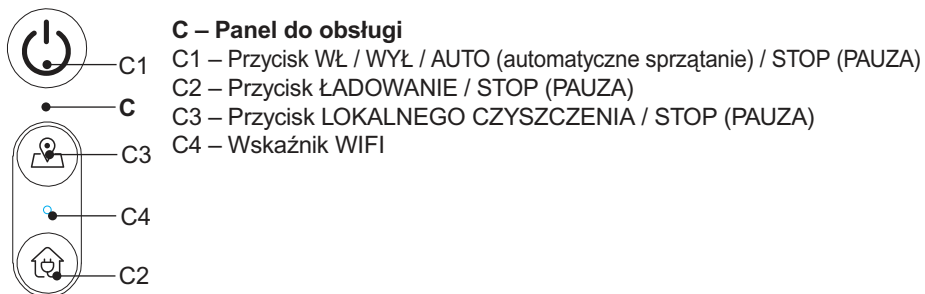 C – Panel do obsługi
C1 – Przycisk WŁ / WYŁ / AUTO (automatyczne sprzątanie) / STOP (PAUZA)
C2 – Przycisk ŁADOWANIE / STOP (PAUZA)
C3 – Przycisk LOKALNEGO CZYSZCZENIA / STOP (PAUZA)
C4 – Wskaźnik WIFI
C1
C
C3
C4
C2